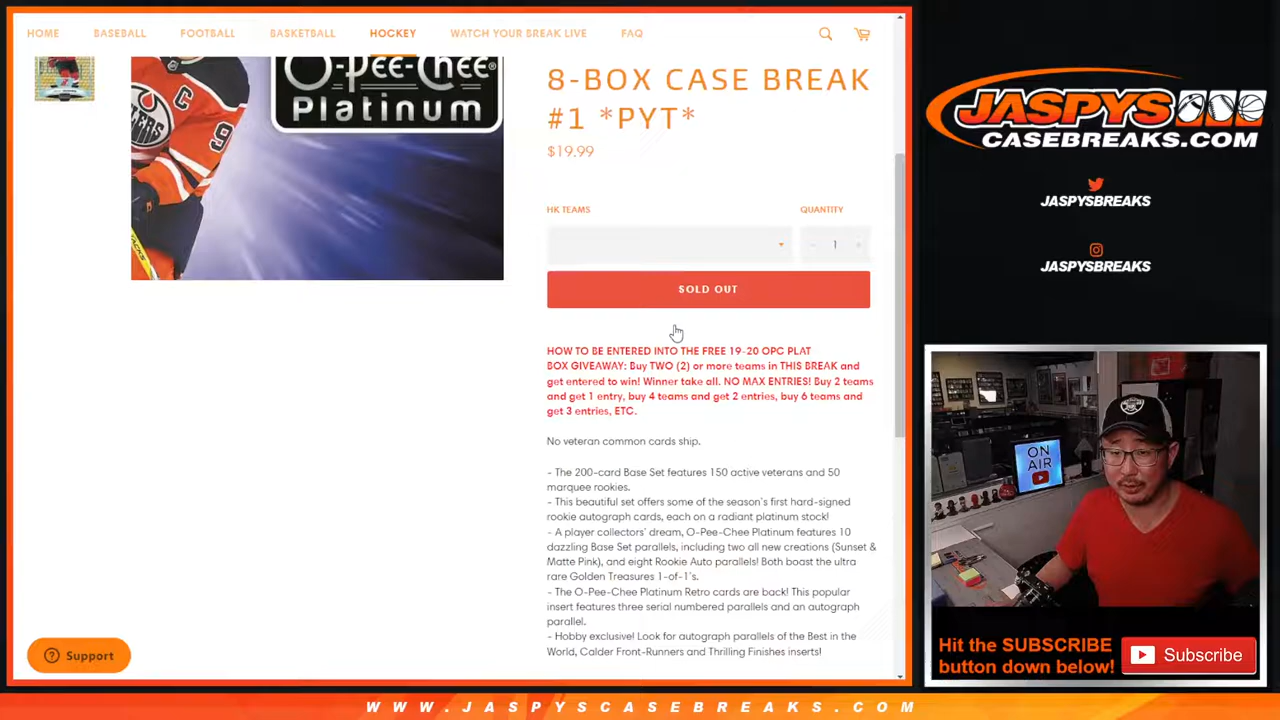 HOME BASEBALL FOOTBALL BASKETBALL HOCKEY WATCH YOUR BREAK LIVE FAQ
O-PEE-CHEE
Platinum
C
9
8-BOX CASE BREAK
#1 *PYT*
$19.99
HK TEAMS QUANTITY
- 1 +
SOLD OUT
HOW TO BE ENTERED INTO THE FREE 19-20 OPC PLAT
BOX GIVEAWAY: Buy TWO (2) or more teams in THIS BREAK and
get entered to win! Winner take all. NO MAX ENTRIES! Buy 2 teams
and get 1 entry, buy 4 teams and get 2 entries, buy 6 teams and
get 3 entries, ETC.
No veteran common cards ship.
- The 200-card Base Set features 150 active veterans and 50
marquee rookies.
- This beautiful set offers some of the season's first hard-signed
rookie autograph cards, each on a radiant platinum stock!
- A player collectors' dream, O-Pee-Chee Platinum features 10
dazzling Base Set parallels, including two all new creations (Sunset &
Matte Pink), and eight Rookie Auto parallels! Both boast the ultra
rare Golden Treasures 1-of-1's.
- The O-Pee-Chee Platinum Retro cards are back! This popular
insert features three serial numbered parallels and an autograph
parallel.
- Hobby exclusive! Look for autograph parallels of the Best in the
World, Calder Front-Runners and Thrilling Finishes inserts!
Support
JASPYS
CASEBREAKS.COM
JASPYSBREAKS
JASPYSBREAKS
ON
AIR
Hit the SUBSCRIBE
button down below!
Subscribe
WWW.JASPYSCASEBREAKS.COM